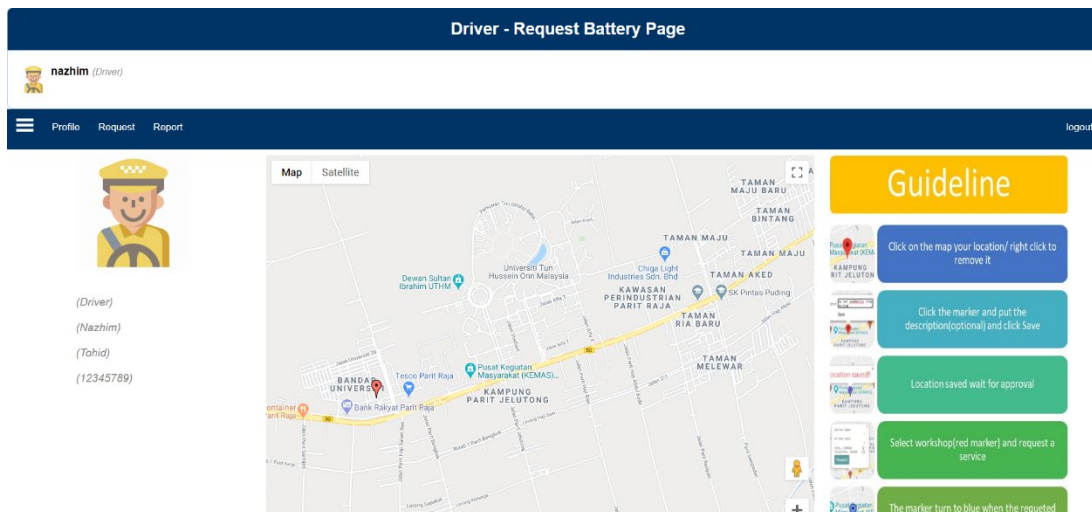 Driver - Request Battery Page
nazhim (Driver)
Profile Request Report logout
(Driver)
(Nazhim)
(Tohid)
(12345789)
Map Satellite
TAMAN
MAJU BARU
TAMAN
BINTANG
TAMAN MAJU
TAMAN MAJU
Universiti Tun
Hussein Onn Malaysia
Dewan Sultan
Ibrahim UTHM
Chiga Light
Industries Sdn. Bhd
TAMAN AKED
KAWASAN
PERINDUSTRIAN
PARIT RAJA
SK Pintas Puding
TAMAN
RIA BARU
50
TAMAN
MELEWAR
Pusat Kegiatan
Masyarakat (KEMAS)...
Tesco Parit Raja
BANDAR
UNIVERSITI
KAMPUNG
PARIT JELUTONG
Bank Rakyat Parit Raja
50
Guideline
Click on the map your location/ right click to
remove it
Click the marker and put the
description(optional) and click Save
Location saved wait for approval
Select workshop(red marker) and request a
service
The marker turn to blue when the requeted